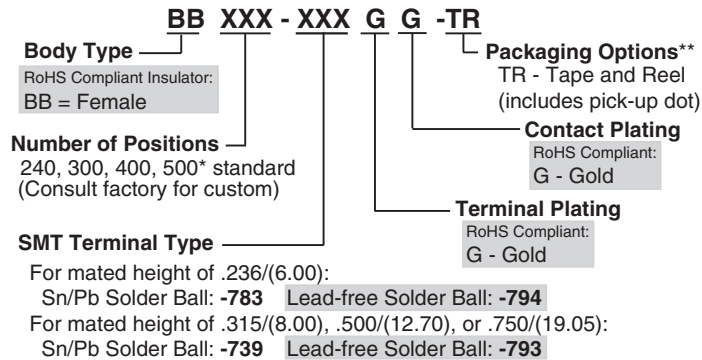 BB XXX - XXX G G -TR
Body Type
RoHS Compliant Insulator:
BB = Female
Packaging Options**
TR - Tape and Reel
(includes pick-up dot)
Number of Positions
240, 300, 400, 500* standard
(Consult factory for custom)
Contact Plating
RoHS Compliant:
G - Gold
Terminal Plating
RoHS Compliant:
G - Gold
SMT Terminal Type
For mated height of .236/(6.00):
Sn/Pb Solder Ball: -783 Lead-free Solder Ball: -794
For mated height of .315/(8.00), .500/(12.70), or .750/(19.05):
Sn/Pb Solder Ball: -739 Lead-free Solder Ball: -793